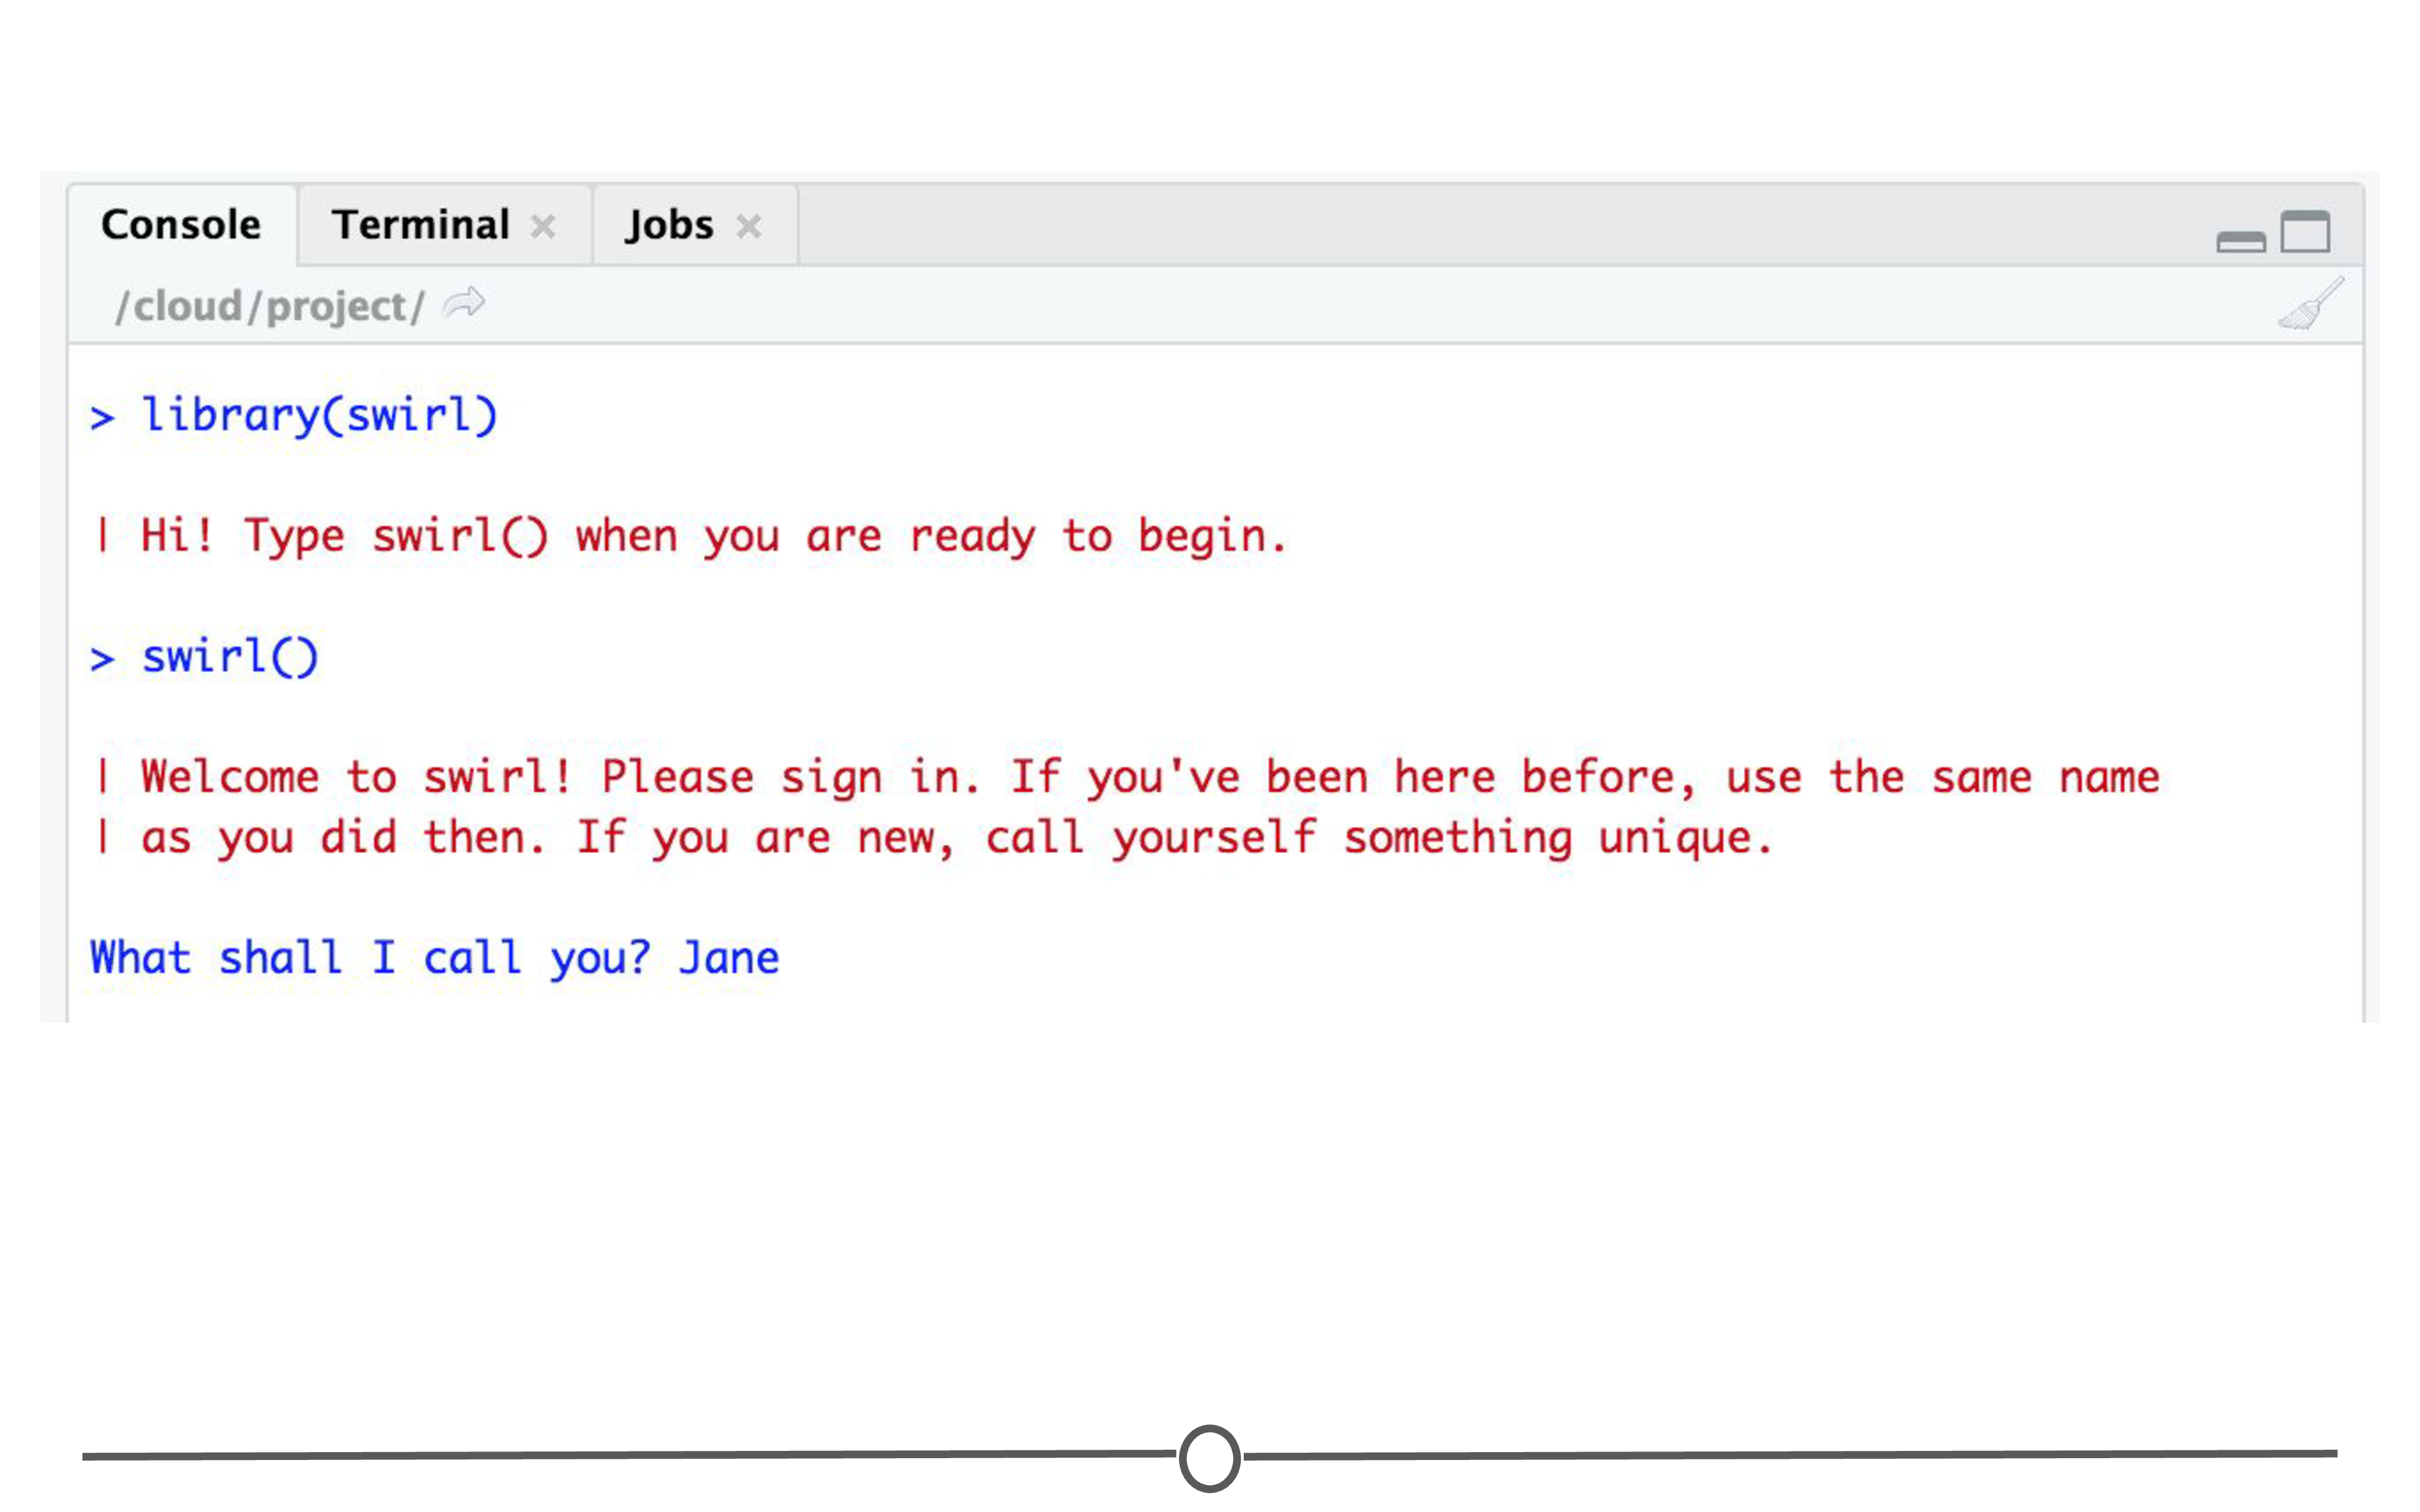 Console Terminal Jobs
/cloud/project/
> library(swirl)
| Hi! Type swirl() when you are ready to begin.
> swirl()
| Welcome to swirl! Please sign in. If you've been here before, use the same name
| as you did then. If you are new, call yourself something unique.
What shall I call you? Jane